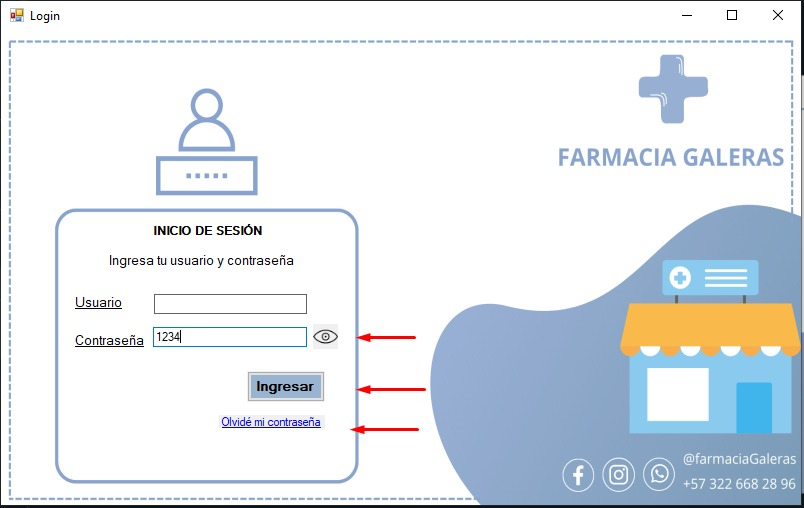 Login
FARMACIA GALERAS
INICIO DE SESIÓN
Ingresa tu usuario y contraseña
Usuario
Contraseña 1234
Ingresar
Olvidé mi contraseña
@farmaciaGaleras
+57 322 668 28 96